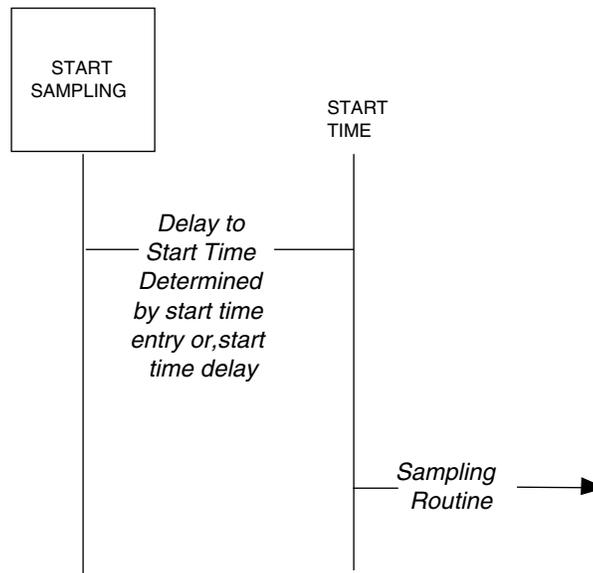 START
SAMPLING
START
TIME
Delay to
Start Time
Determined
by start time
entry or,start
time delay
Sampling
Routine